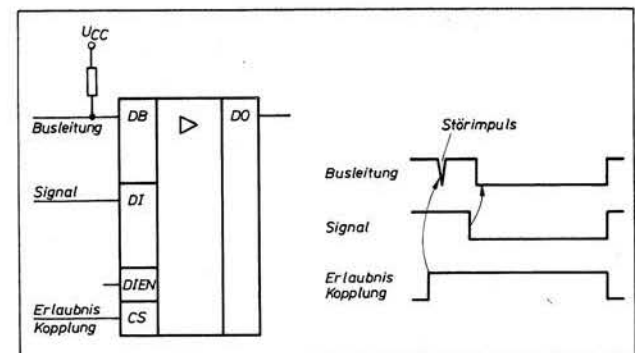 UCC
DB
DO
Busleitung
Signal
DI
DIEN
Erlaubnis
Kopplung
CS
Störimpuls
Busleitung
Signal
Erlaubnis
Kopplung